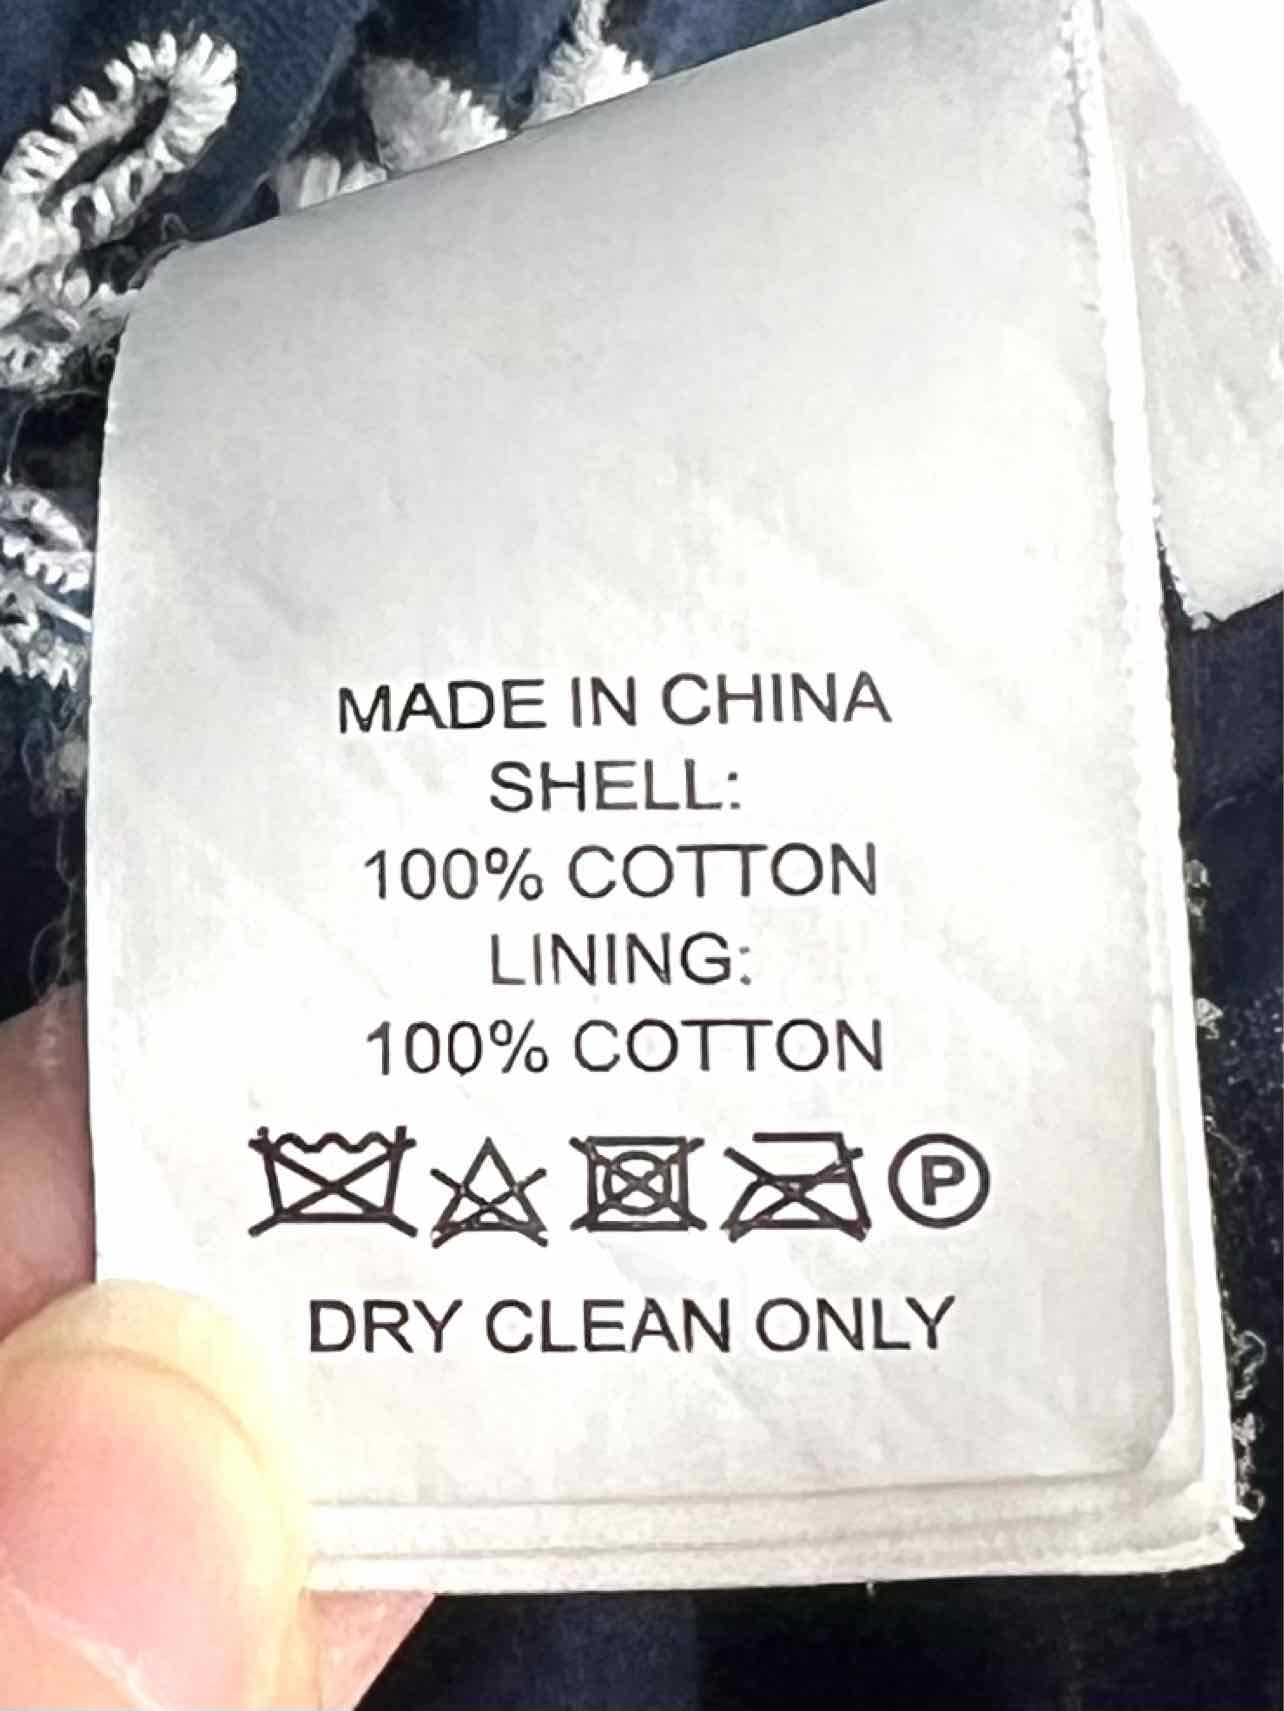 MADE IN CHINA
SHELL:
100% COTTON
LINING:
100% COTTON
P
DRY CLEAN ONLY